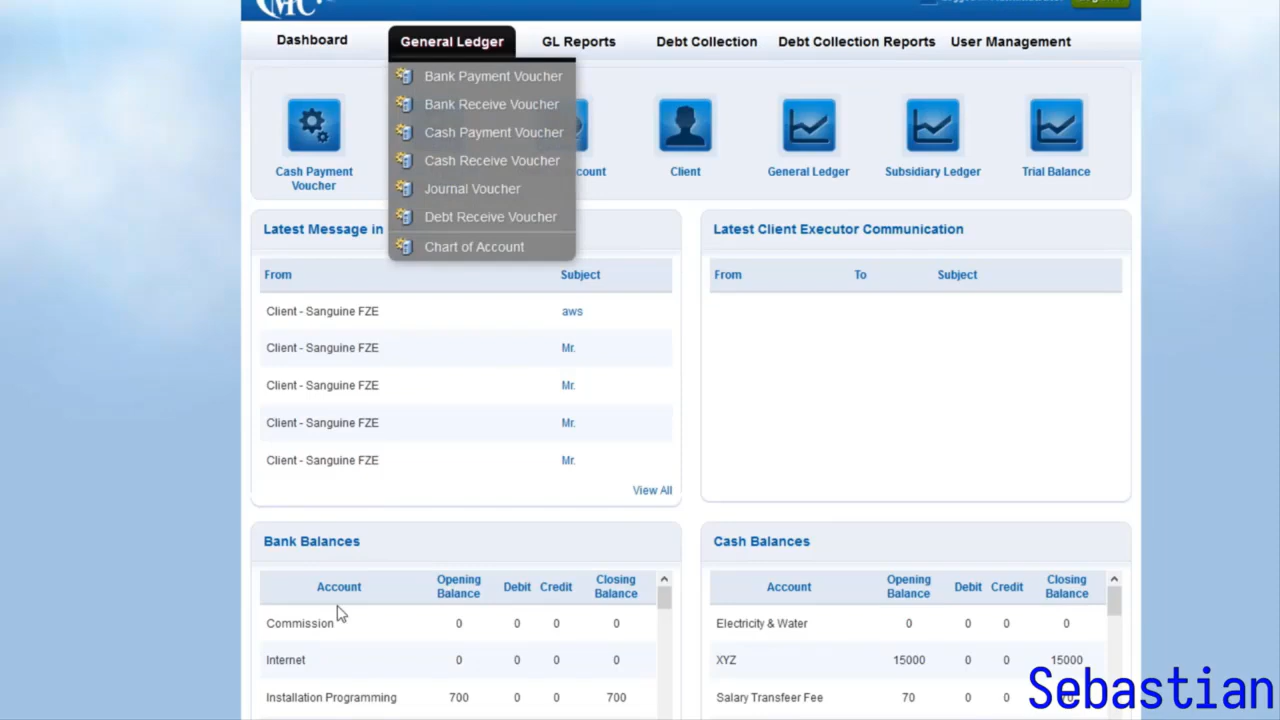 Dashboard
General Ledger
GL Reports
Debt Collection
Debt Collection Reports
User Management
Bank Payment Voucher
Bank Receive Voucher
Cash Payment Voucher
Cash Receive Voucher
Journal Voucher
Debt Receive Voucher
Chart of Account
Cash Payment
Voucher
Client
General Ledger
Subsidiary Ledger
Trial Balance
Latest Message in
From Subject
Client - Sanguine FZE aws
Client - Sanguine FZE Mr.
Client - Sanguine FZE Mr.
Client - Sanguine FZE Mr.
Client - Sanguine FZE Mr.
View All
Latest Client Executor Communication
From To Subject
Bank Balances
Account Opening Balance Debit Credit Closing Balance
Commission 0 0 0 0
Internet 0 0 0 0
Installation Programming 700 0 0 700
Cash Balances
Account Opening Balance Debit Credit Closing Balance
Electricity & Water 0 0 0 0
XYZ 15000 0 0 15000
Salary Transfeer Fee 70 0 0
Sebastian